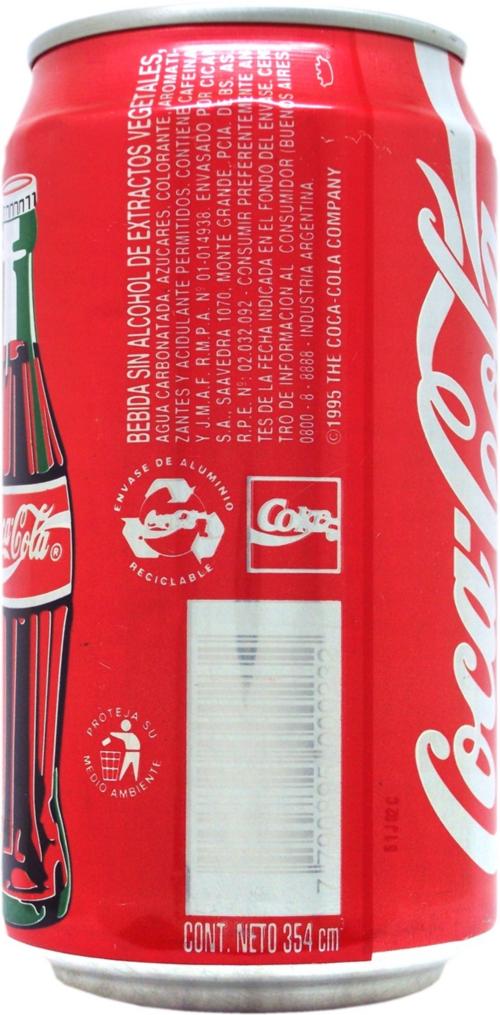 BEBIDA SIN ALCOHOL DE EXTRACTOS VEGETALES,
AGUA CARBONATADA, AZUCARES, COLORANTE, AROMATI-
ZANTES Y ACIDULANTE PERMITIDOS. CONTIENE CAFEINA
Y J.M.A.F. R.M.P.A. Nº 01-014938. ENVASADO POR CICAN
S.A., SAAVEDRA 1070. MONTE GRANDE. PCIA. DE BS. AS.
R.P.E. Nº: 02.032.092 - CONSUMIR PREFERENTEMENTE AN
TES DE LA FECHA INDICADA EN EL FONDO DEL ENVASE. CEN
TRO DE INFORMACION AL CONSUMIDOR (BUENOS AIRES)
0800 - 8 - 8888 INDUSTRIA ARGENTINA
©1995 THE COCA-COLA COMPANY
ENVASE DE ALUMINIO
RECICLABLE
Coke
Coca-Cola
ca-Cola®
PROTEJA SU
MEDIO AMBIENTE
CONT. NETO 354 cm³